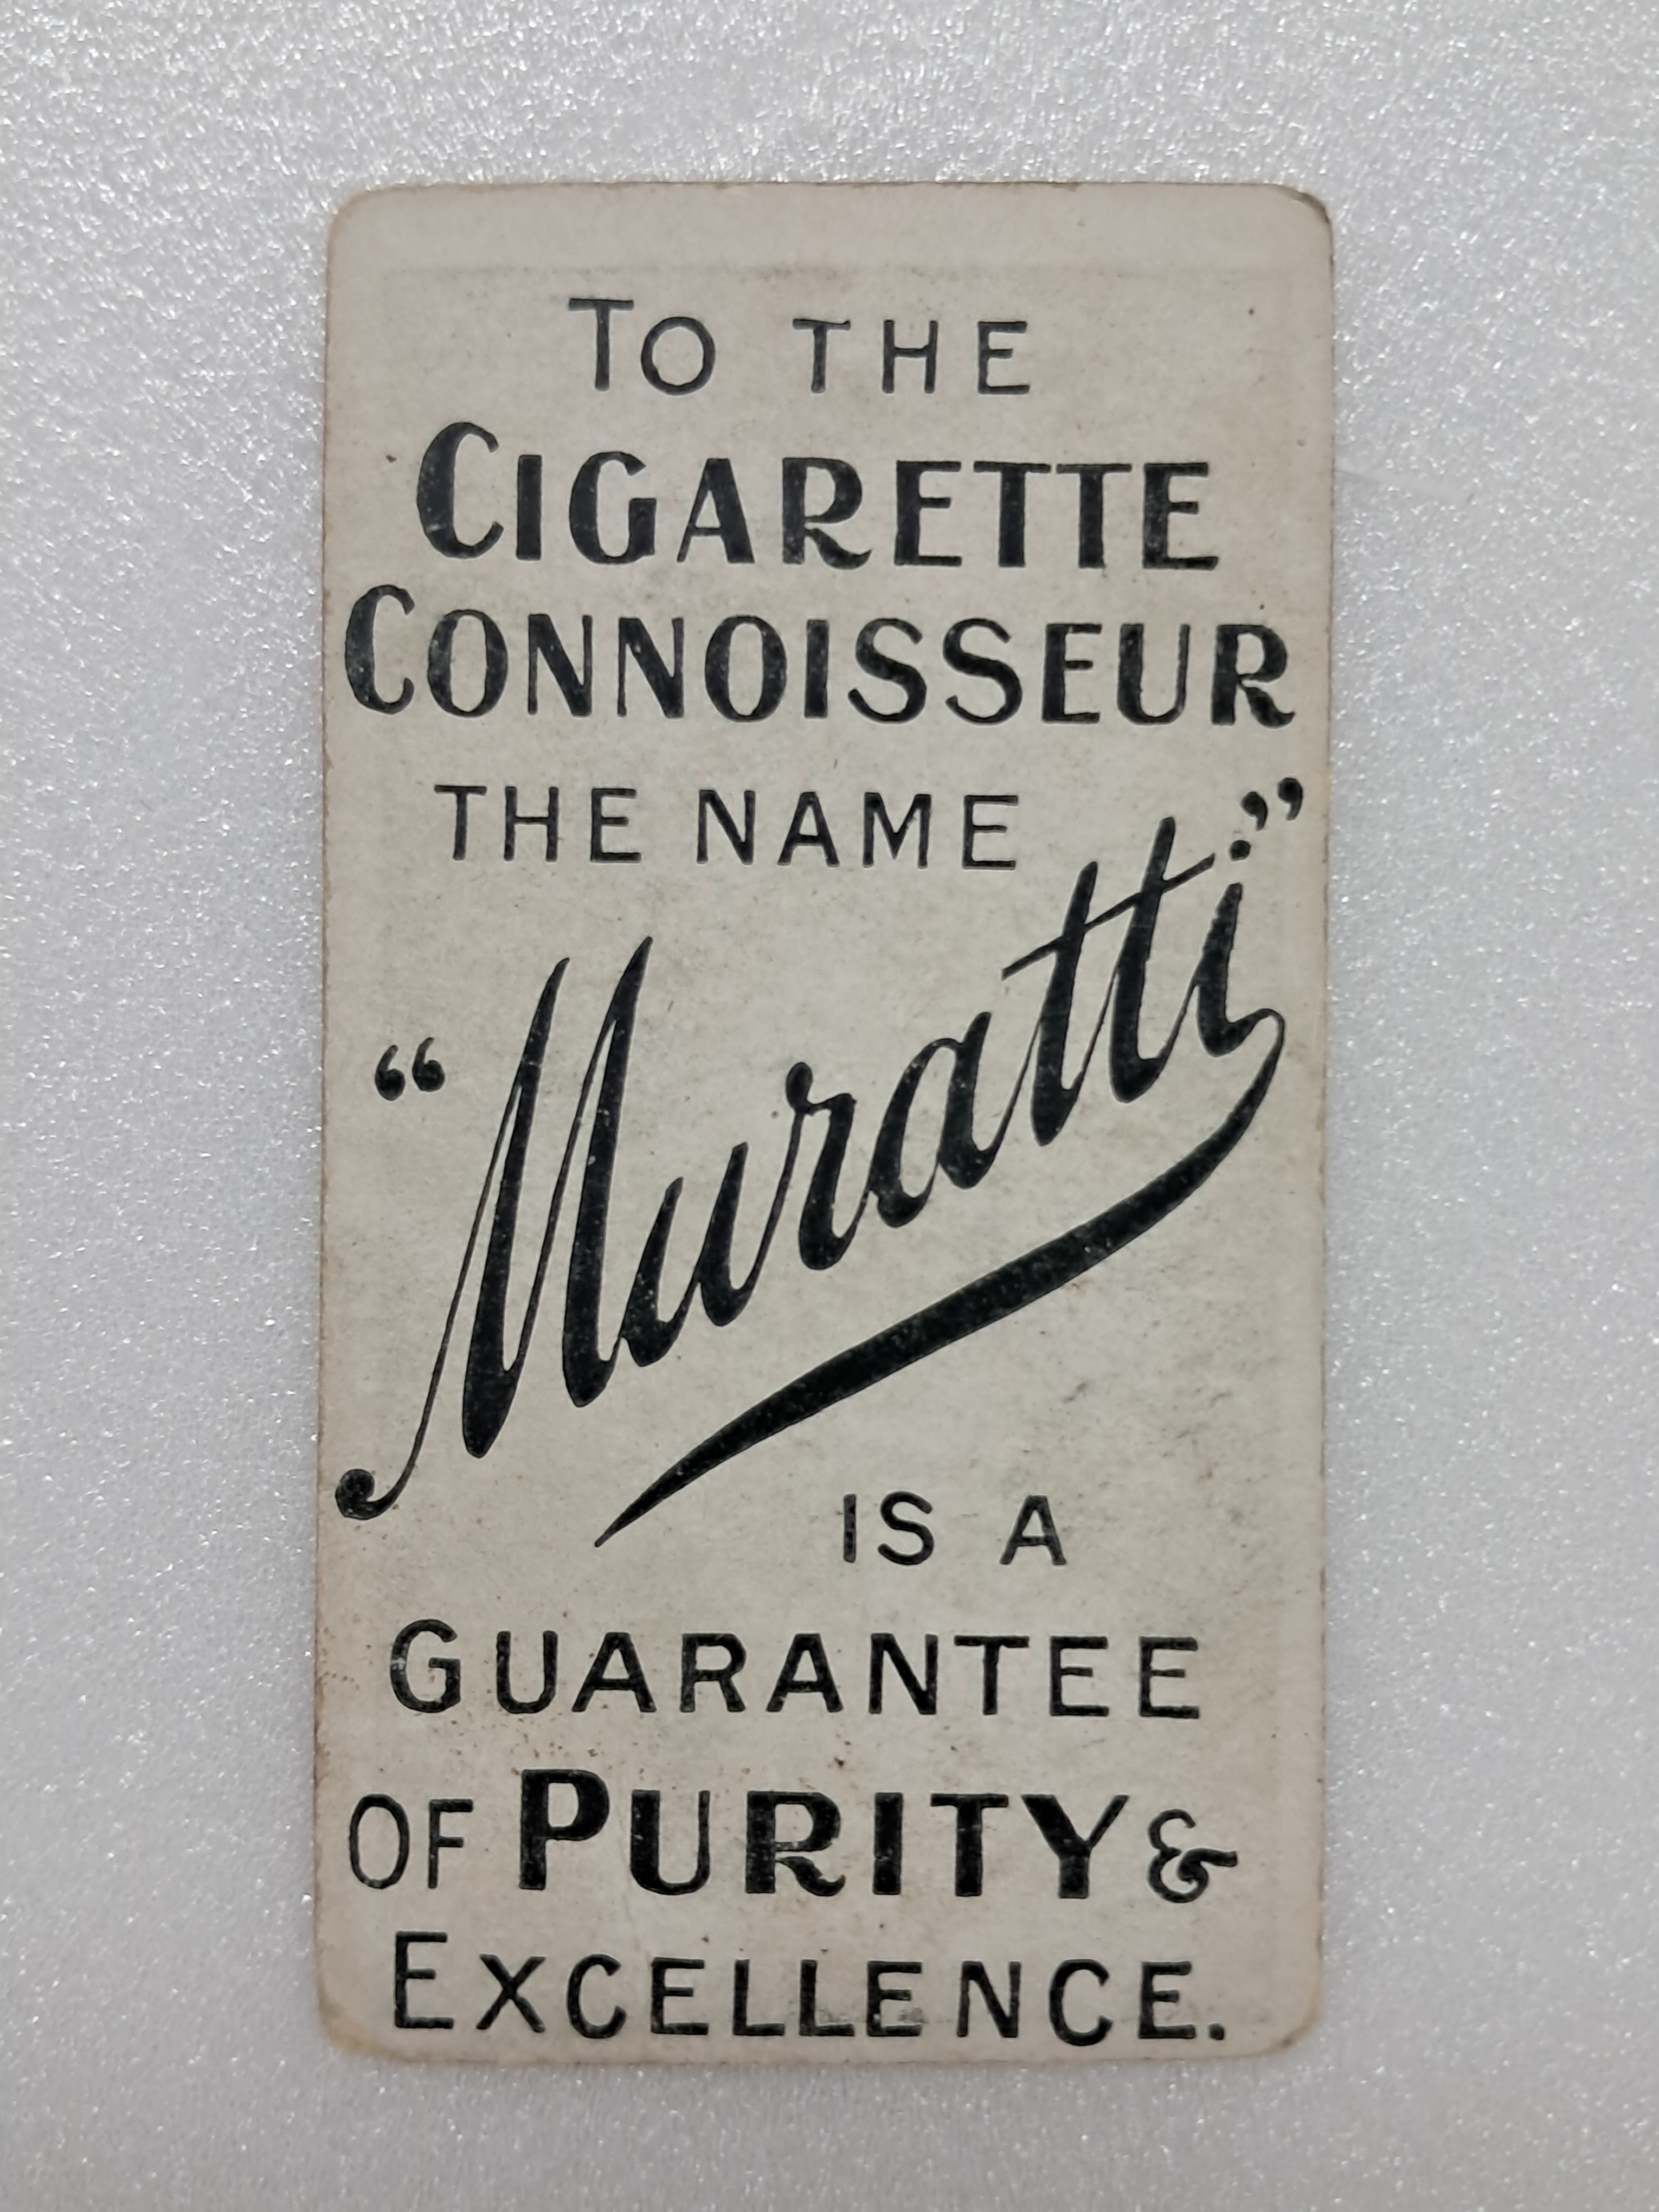 To the
Cigarette
Connoisseur
the name
“Muratti”
is a
Guarantee
of Purity &
Excellence.